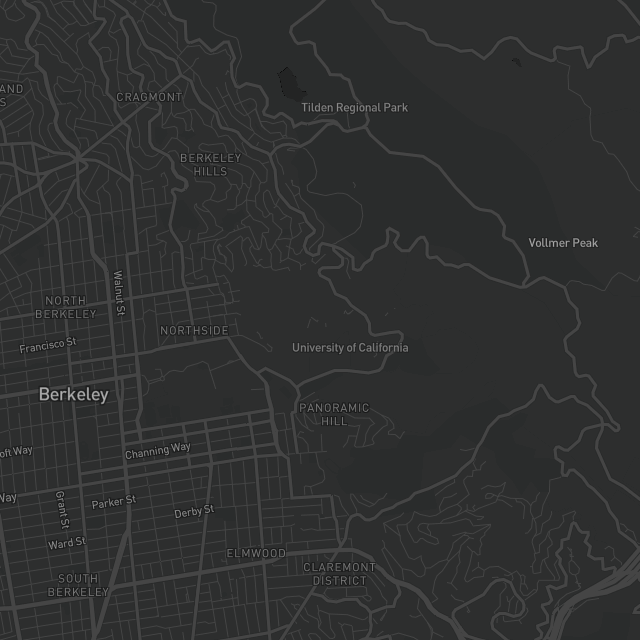 AND
S
CRAGMONT
Tilden Regional Park
BERKELEY
HILLS
Vollmer Peak
Walnut St
NORTH
BERKELEY
NORTHSIDE
Francisco St
University of California
Berkeley
PANORAMIC
HILL
oft Way
Channing Way
Way
Grant St
Parker St
Derby St
Ward St
ELMWOOD
CLAREMONT
DISTRICT
SOUTH
BERKELEY